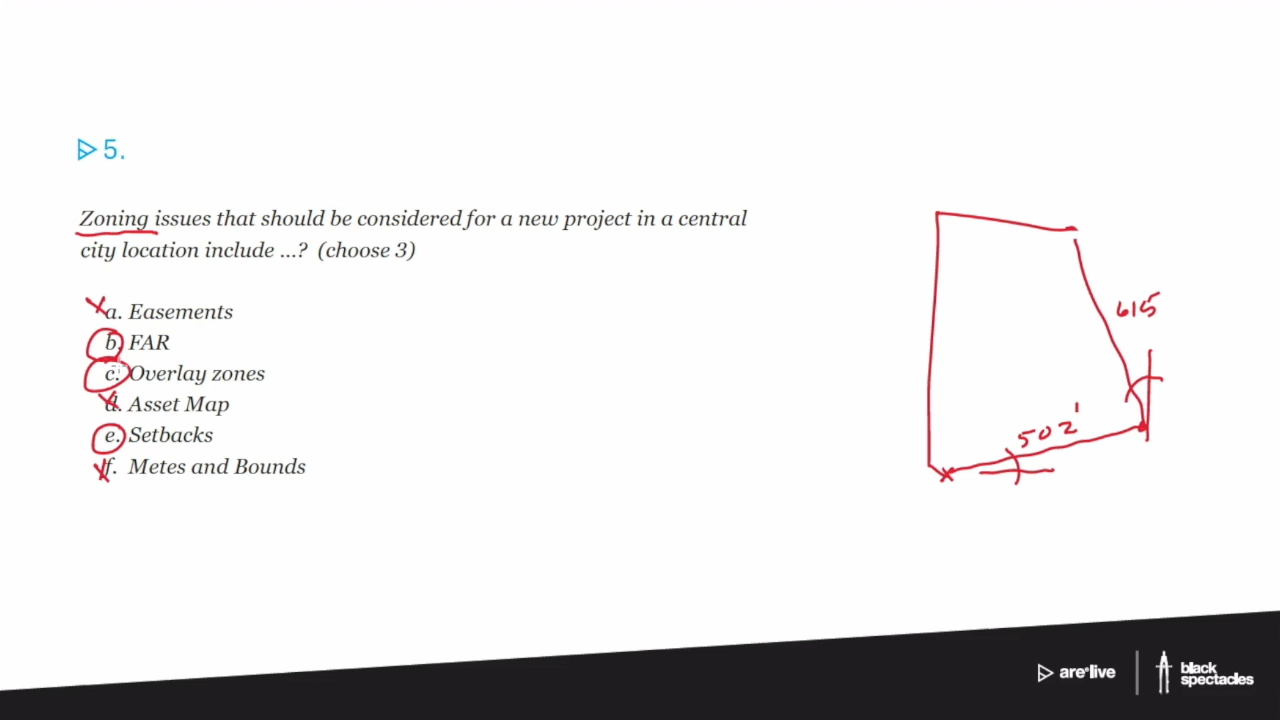 5.
Zoning issues that should be considered for a new project in a central
city location include ...? (choose 3)
a. Easements
b. FAR
c. Overlay zones
d. Asset Map
e. Setbacks
f. Metes and Bounds
615
502'
are live
black
spectacles